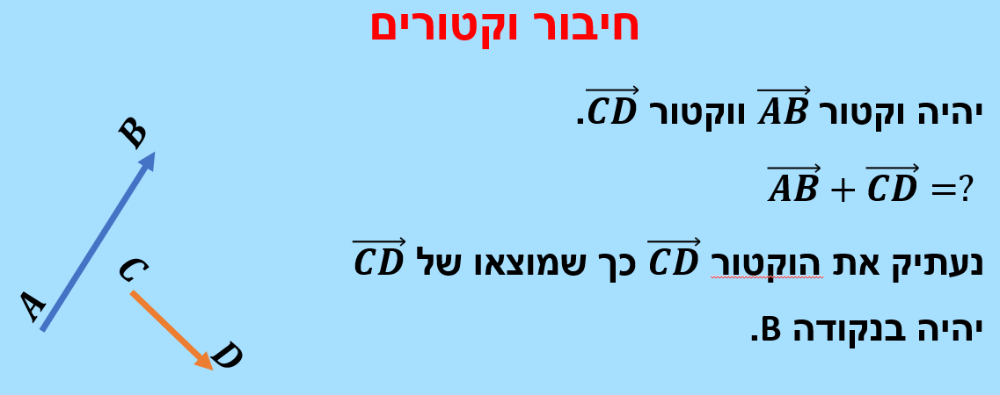 חיבור וקטורים
יהיה וקטור AB ווקטור CD.
AB + CD =?
נעתיק את הוקטור CD כך שמוצאו של CD
יהיה בנקודה B.
B
C
A
D